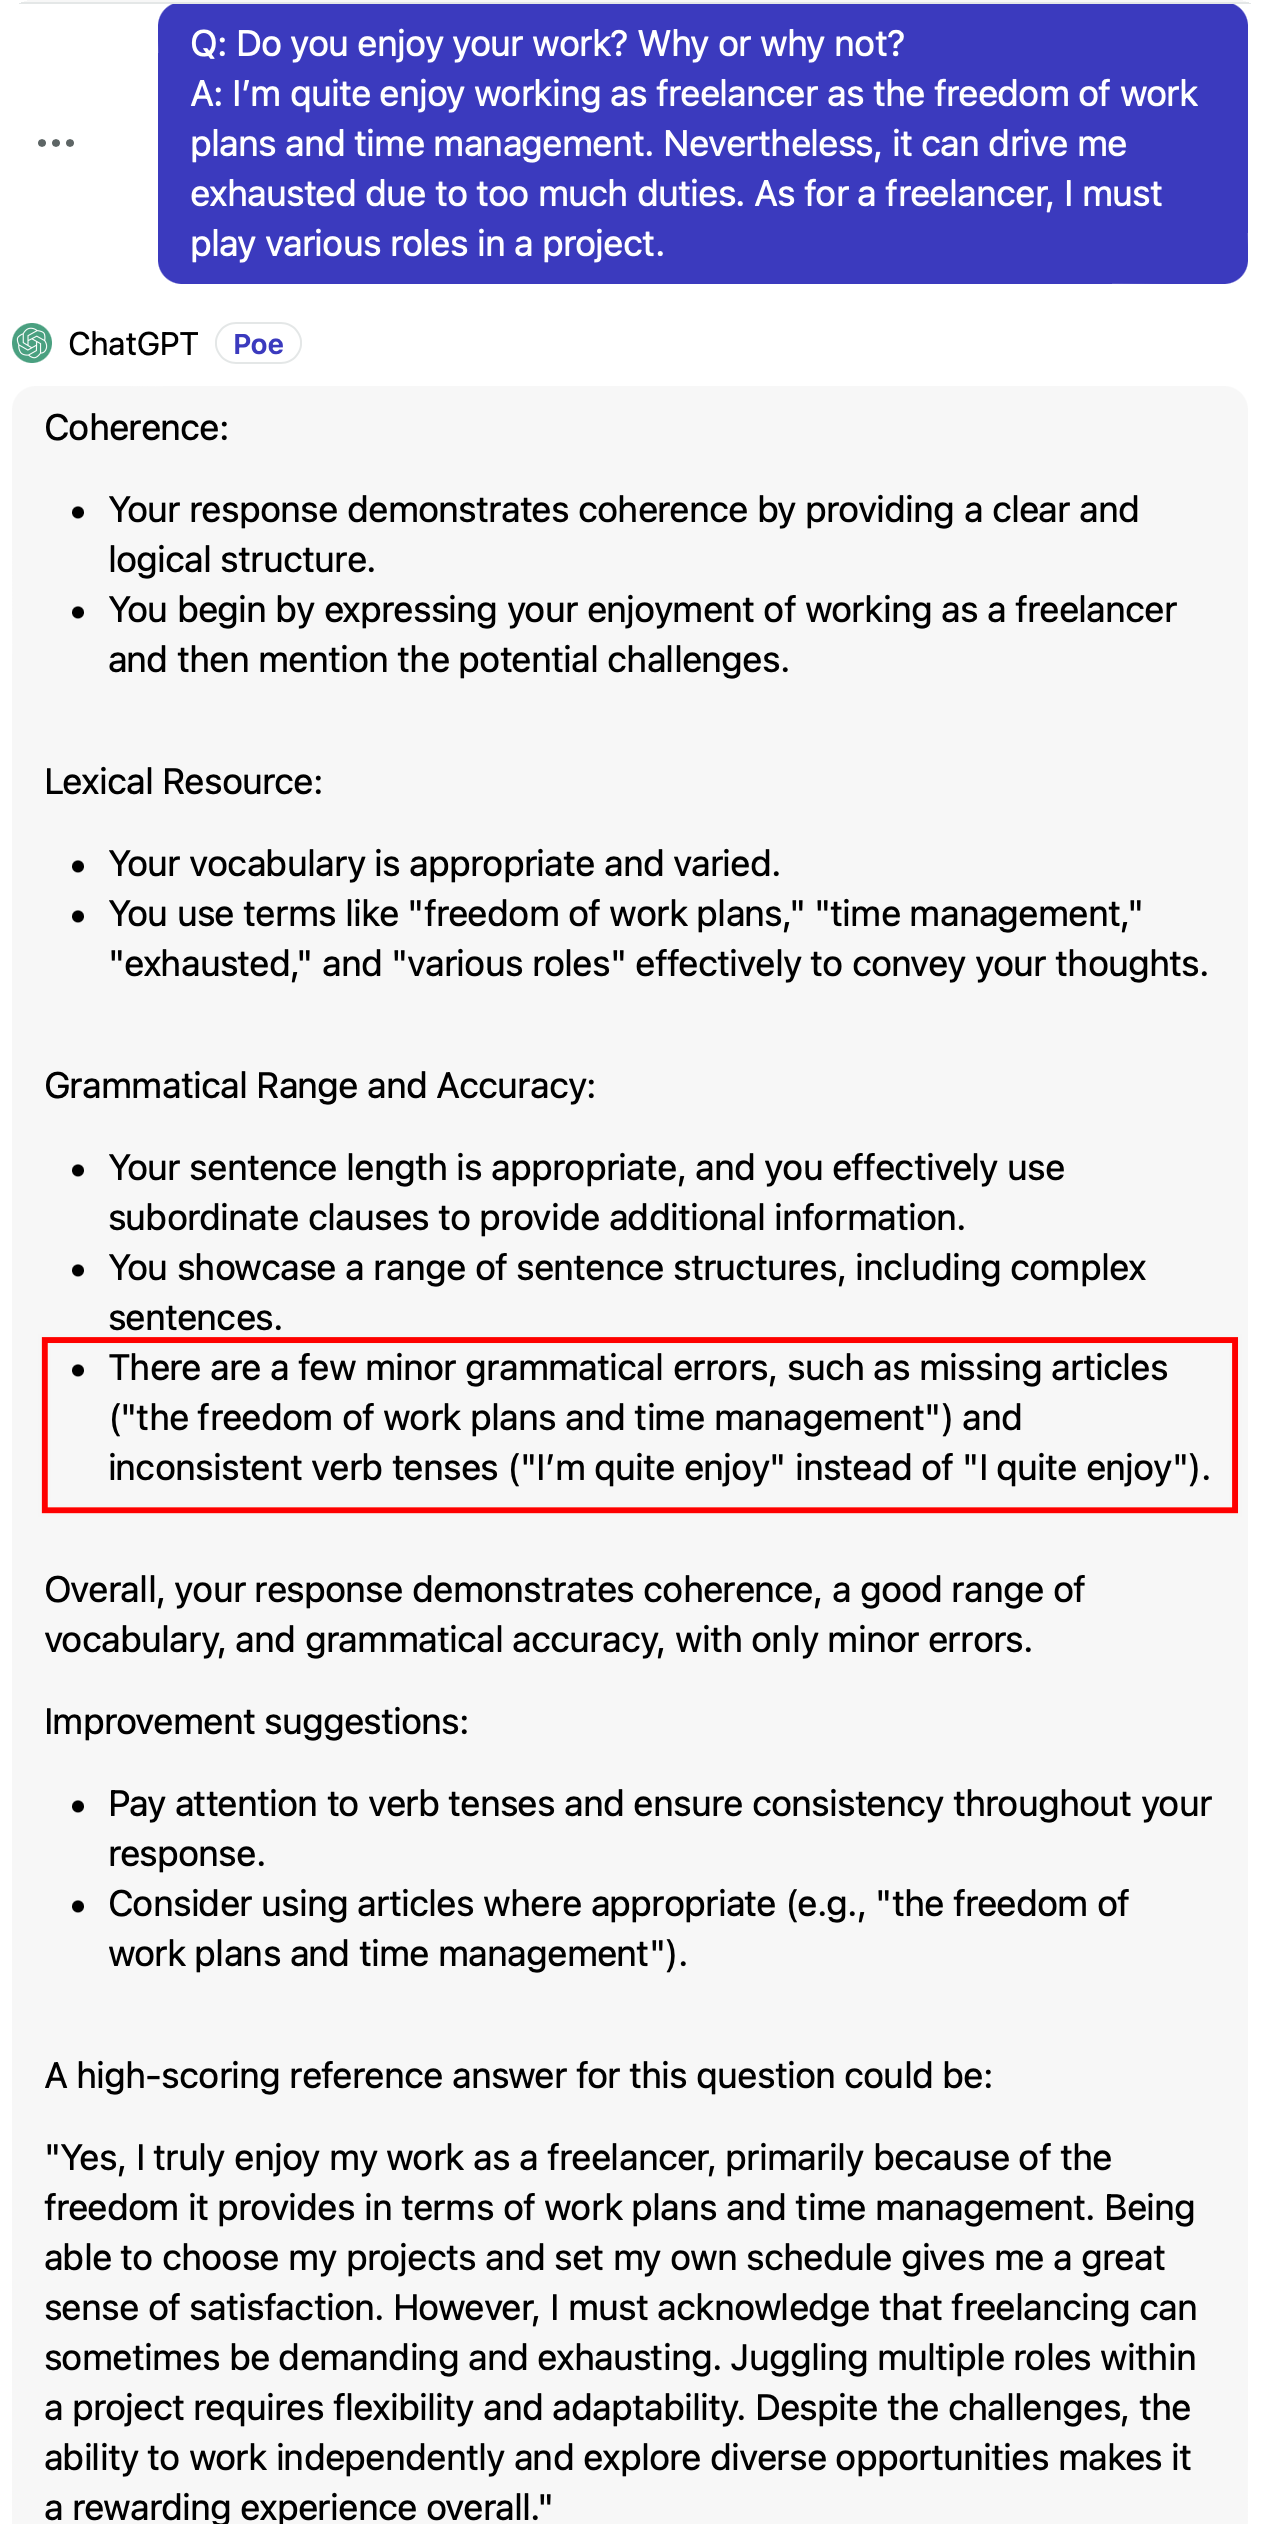 Q: Do you enjoy your work? Why or why not?
A: I’m quite enjoy working as freelancer as the freedom of work
plans and time management. Nevertheless, it can drive me
exhausted due to too much duties. As for a freelancer, I must
play various roles in a project.
ChatGPT Poe
Coherence:
• Your response demonstrates coherence by providing a clear and
logical structure.
• You begin by expressing your enjoyment of working as a freelancer
and then mention the potential challenges.
Lexical Resource:
• Your vocabulary is appropriate and varied.
• You use terms like "freedom of work plans," "time management,"
"exhausted," and "various roles" effectively to convey your thoughts.
Grammatical Range and Accuracy:
• Your sentence length is appropriate, and you effectively use
subordinate clauses to provide additional information.
• You showcase a range of sentence structures, including complex
sentences.
• There are a few minor grammatical errors, such as missing articles
("the freedom of work plans and time management") and
inconsistent verb tenses ("I’m quite enjoy" instead of "I quite enjoy").
Overall, your response demonstrates coherence, a good range of
vocabulary, and grammatical accuracy, with only minor errors.
Improvement suggestions:
• Pay attention to verb tenses and ensure consistency throughout your
response.
• Consider using articles where appropriate (e.g., "the freedom of
work plans and time management").
A high-scoring reference answer for this question could be:
"Yes, I truly enjoy my work as a freelancer, primarily because of the
freedom it provides in terms of work plans and time management. Being
able to choose my projects and set my own schedule gives me a great
sense of satisfaction. However, I must acknowledge that freelancing can
sometimes be demanding and exhausting. Juggling multiple roles within
a project requires flexibility and adaptability. Despite the challenges, the
ability to work independently and explore diverse opportunities makes it
a rewarding experience overall."